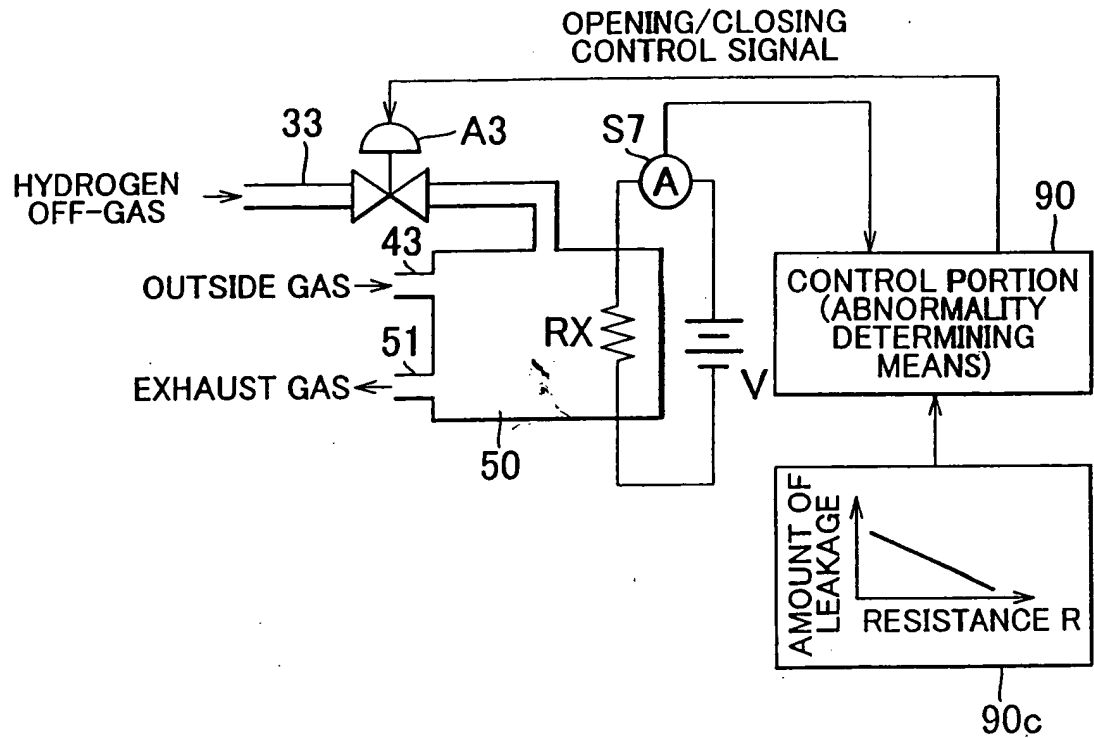 OPENING/CLOSING
CONTROL SIGNAL
33
A3
S7
A
HYDROGEN
OFF-GAS
43
90
OUTSIDE GAS
CONTROL PORTION
(ABNORMALITY
DETERMINING
MEANS)
RX
51
EXHAUST GAS
V
50
AMOUNT OF
LEAKAGE
RESISTANCE R
90c